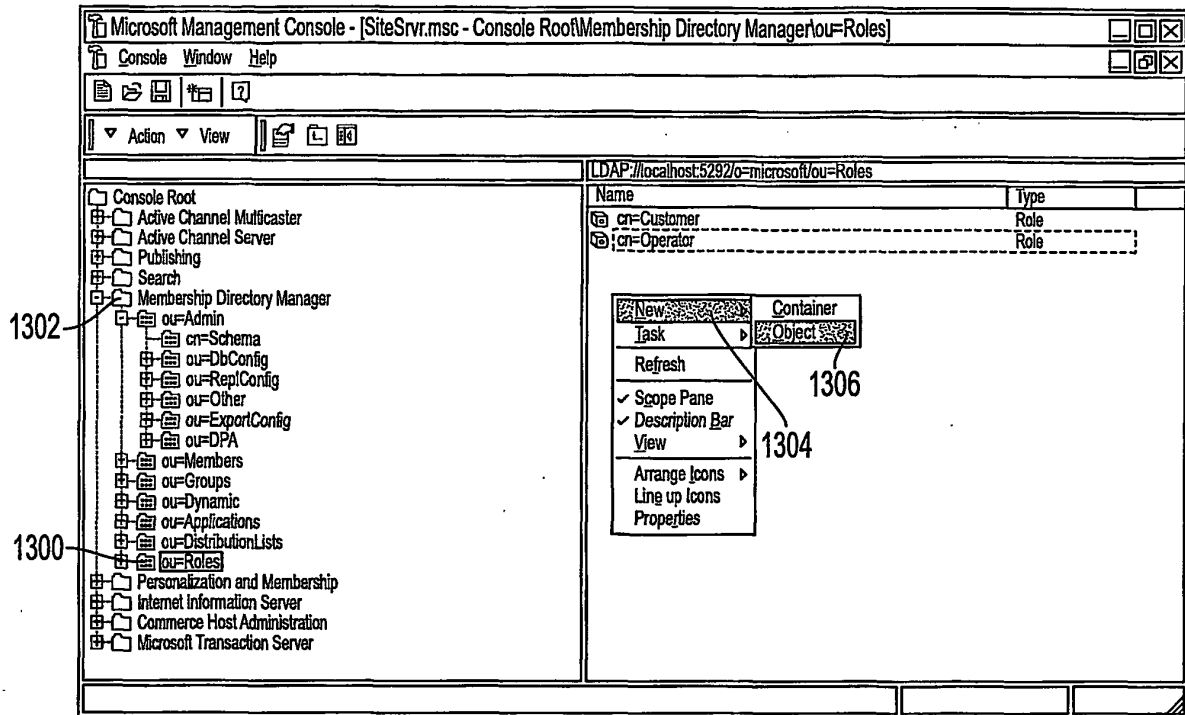 Microsoft Management Console - [SiteSrvr.msc - Console Root\Membership Directory Manager\ou=Roles]
Console Window Help
Action View
LDAP://localhost:5292/o=microsoft/ou=Roles
Console Root
Active Channel Multicaster
Active Channel Server
Publishing
Search
Membership Directory Manager
ou=Admin
cn=Schema
ou=DbConfig
ou=ReplConfig
ou=Other
ou=ExportConfig
ou=DPA
ou=Members
ou=Groups
ou=Dynamic
ou=Applications
ou=DistributionLists
ou=Roles
Personalization and Membership
Internet Information Server
Commerce Host Administration
Microsoft Transaction Server
1302
1300
Name Type
cn=Customer Role
cn=Operator Role
New
Task
Refresh
Scope Pane
Description Bar
View
Arrange Icons
Line up Icons
Properties
Container
Object
1306
1304